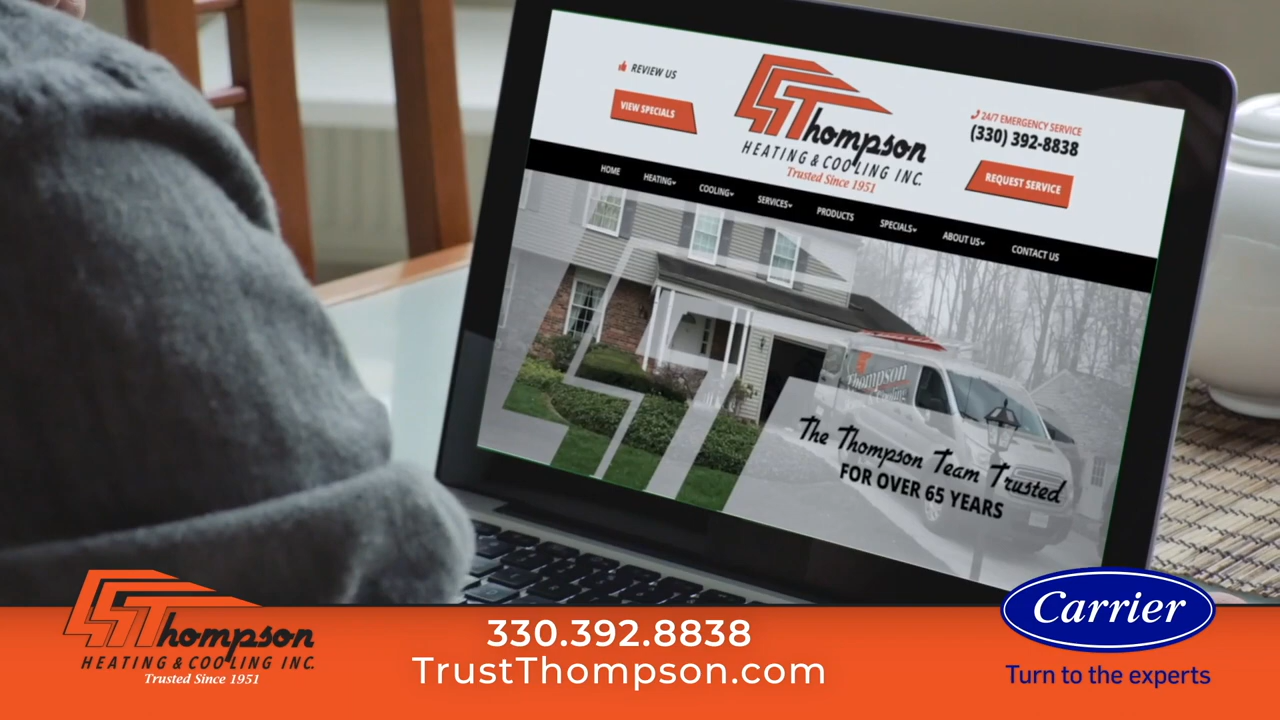 REVIEW US
VIEW SPECIALS
Thompson
HEATING & COOLING INC.
Trusted Since 1951
24/7 EMERGENCY SERVICE
(330) 392-8838
REQUEST SERVICE
HOME HEATING COOLING SERVICES PRODUCTS SPECIALS ABOUT US CONTACT US
Thompson
The Thompson Team Trusted
FOR OVER 65 YEARS
Thompson
HEATING & COOLING INC.
Trusted Since 1951
330.392.8838
TrustThompson.com
Carrier
Turn to the experts